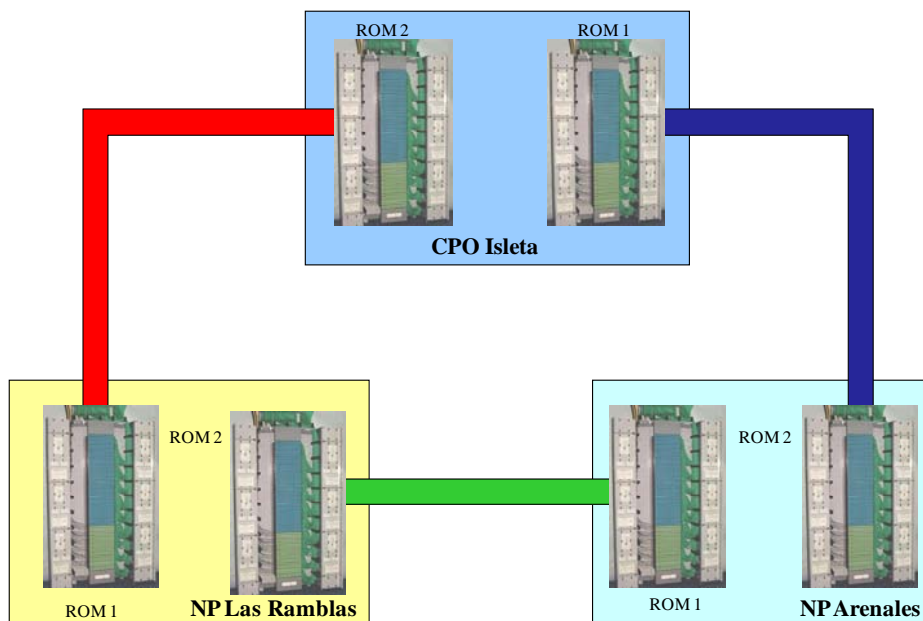 ROM 2
ROM 1
CPO Isleta
ROM 2
ROM 2
ROM 1
NP Las Ramblas
ROM 1
NP Arenales